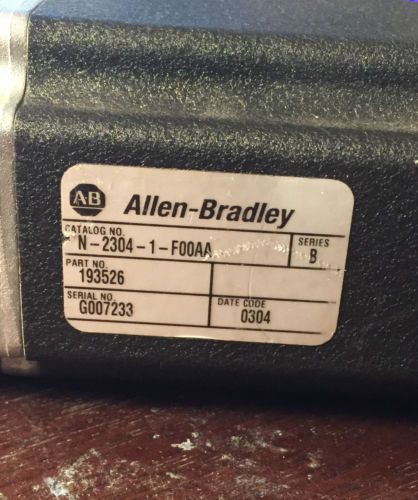 AB Allen-Bradley
CATALOG NO. SERIES
N-2304-1-F00AA B
PART NO.
193526
SERIAL NO. DATE CODE
G007233 0304